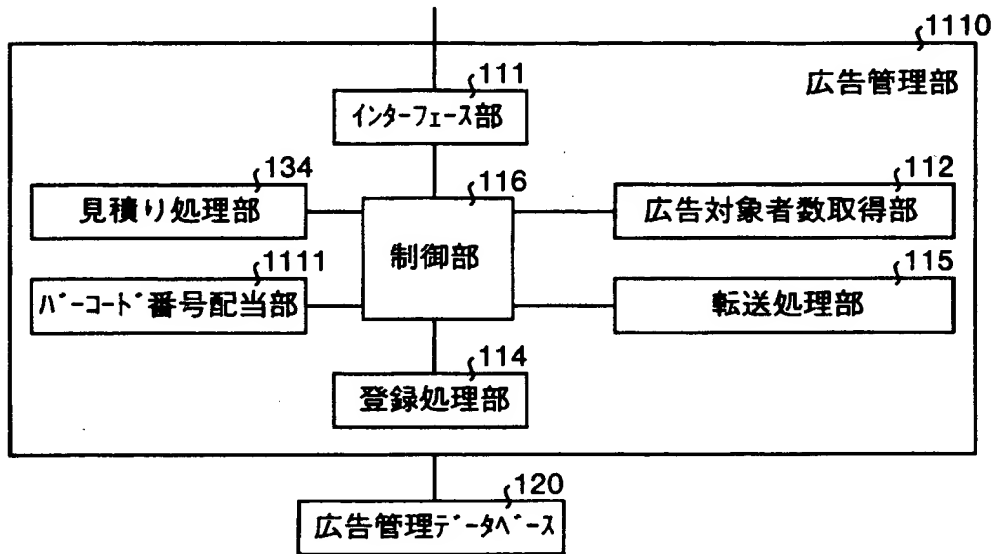 1110
広告管理部
111
インターフェース部
134
見積り処理部
116
制御部
112
広告対象者数取得部
1111
バーコード番号配当部
115
転送処理部
114
登録処理部
120
広告管理データベース